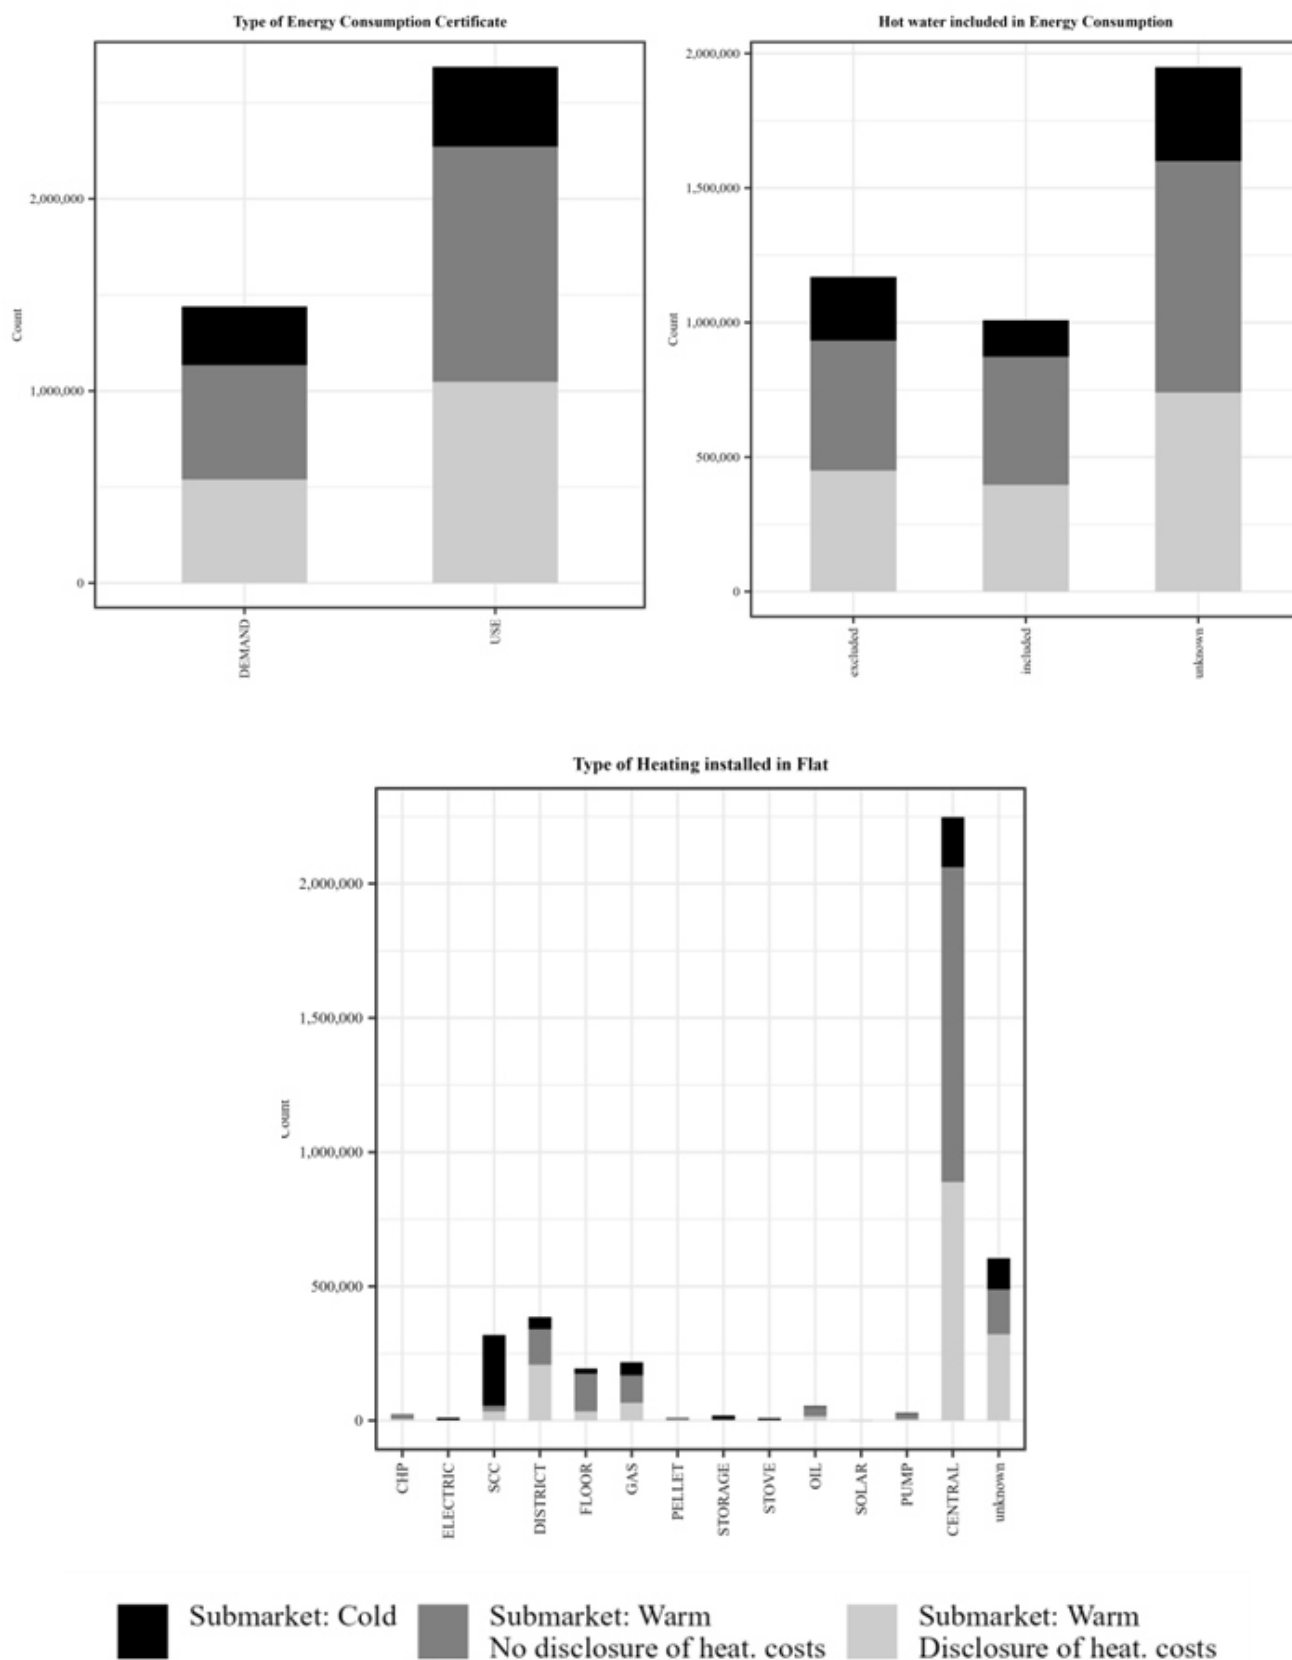 Type of Energy Consumption Certificate
Count
2,000,000
1,000,000
0
DEMAND
USE
Hot water included in Energy Consumption
Count
2,000,000
1,500,000
1,000,000
500,000
0
excluded
included
unknown
Type of Heating installed in Flat
Count
2,000,000
1,500,000
1,000,000
500,000
0
CHP
ELECTRIC
SCC
DISTRICT
FLOOR
GAS
PELLET
STORAGE
STOVE
OIL
SOLAR
PUMP
CENTRAL
unknown
Submarket: Cold
Submarket: Warm
No disclosure of heat. costs
Submarket: Warm
Disclosure of heat. costs